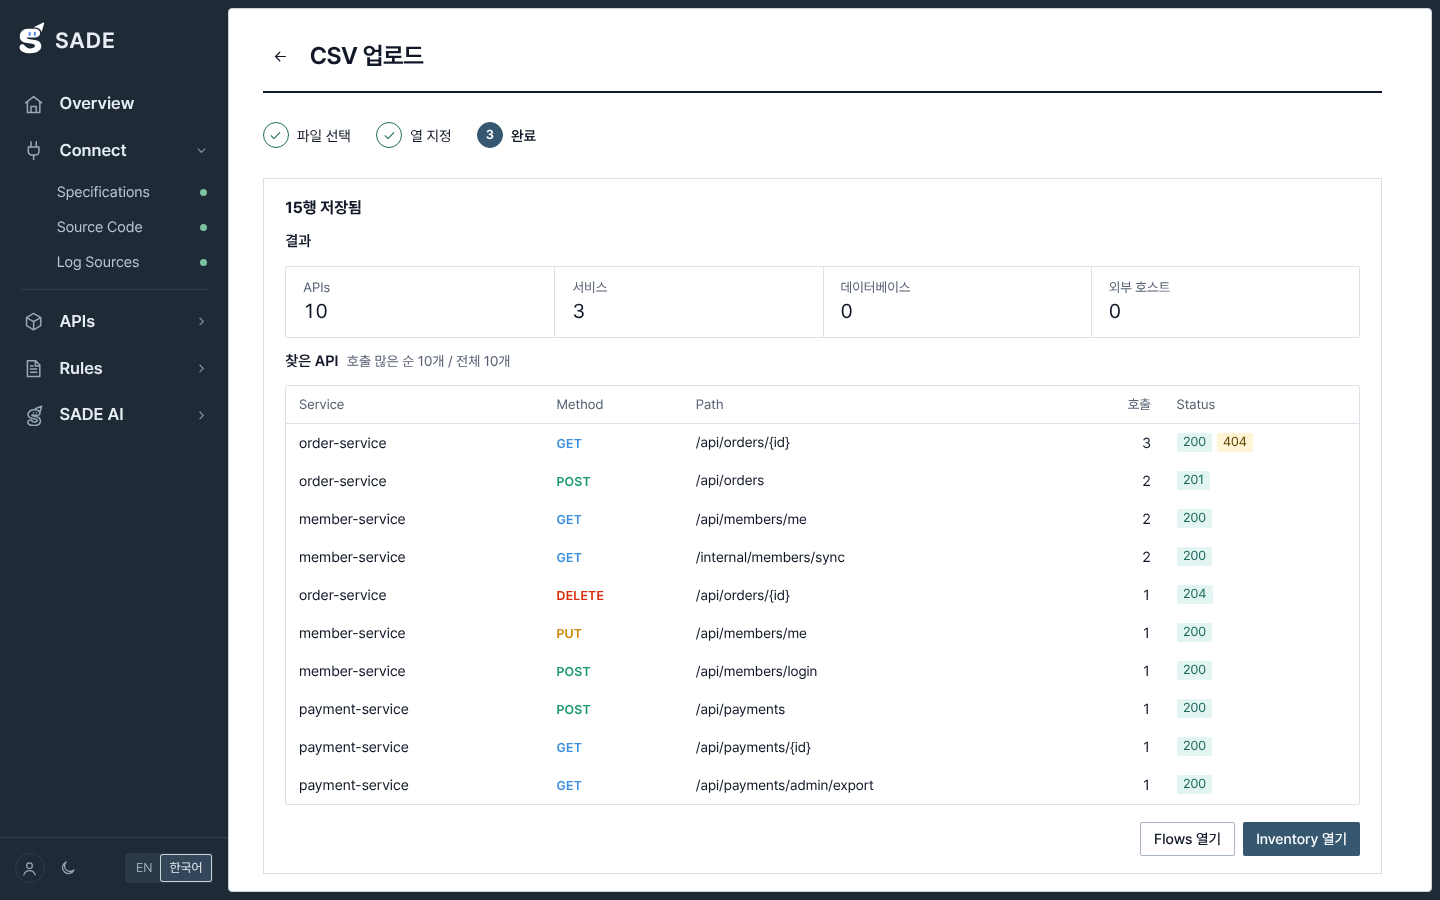 SADE
Overview
Connect
Specifications
Source Code
Log Sources
APIs
Rules
SADE AI
EN 한국어
CSV 업로드
파일 선택 열 지정 3 완료
15행 저장됨
결과
APIs 서비스 데이터베이스 외부 호스트
10 3 0 0
찾은 API 호출 많은 순 10개 / 전체 10개
Service Method Path 호출 Status
order-service GET /api/orders/{id} 3 200 404
order-service POST /api/orders 2 201
member-service GET /api/members/me 2 200
member-service GET /internal/members/sync 2 200
order-service DELETE /api/orders/{id} 1 204
member-service PUT /api/members/me 1 200
member-service POST /api/members/login 1 200
payment-service POST /api/payments 1 200
payment-service GET /api/payments/{id} 1 200
payment-service GET /api/payments/admin/export 1 200
Flows 열기 Inventory 열기